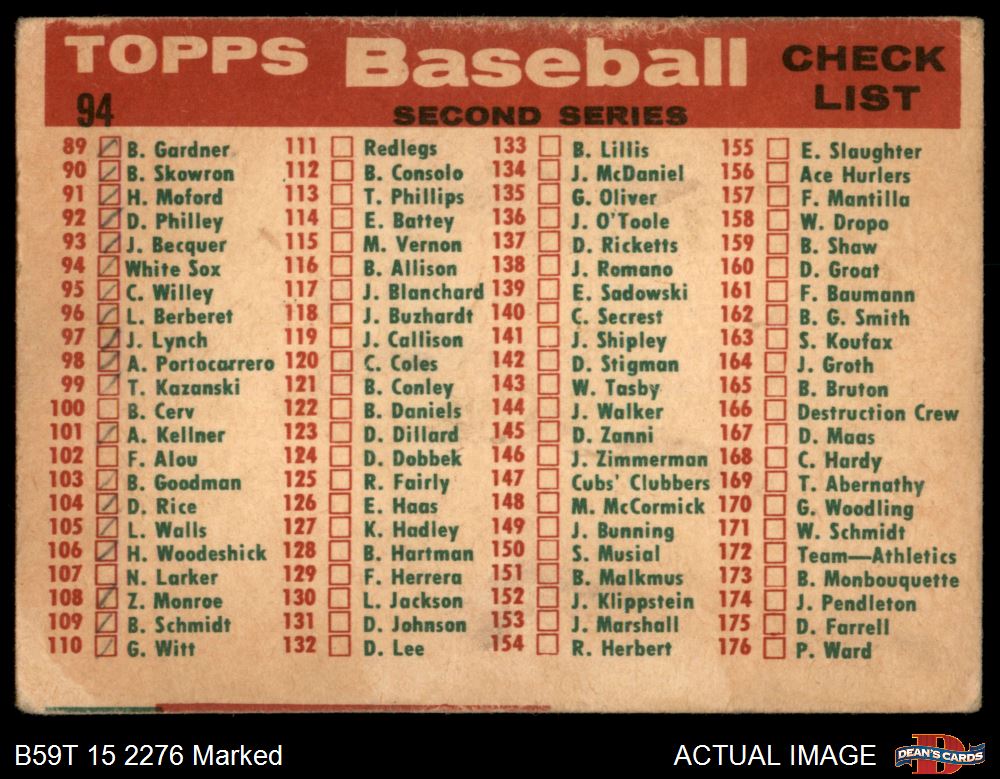 TOPPS Baseball CHECK LIST
94 SECOND SERIES
89 B. Gardner
90 B. Skowron
91 H. Moford
92 D. Philley
93 J. Becquer
94 White Sox
95 C. Willey
96 L. Berberet
97 J. Lynch
98 A. Portocarrero
99 T. Kazanski
100 B. Cerv
101 A. Kellner
102 F. Alou
103 B. Goodman
104 D. Rice
105 L. Walls
106 H. Woodeshick
107 N. Larker
108 Z. Monroe
109 B. Schmidt
110 G. Witt
111 Redlegs
112 B. Consolo
113 T. Phillips
114 E. Battey
115 M. Vernon
116 B. Allison
117 J. Blanchard
118 J. Buzhardt
119 J. Callison
120 C. Coles
121 B. Conley
122 B. Daniels
123 D. Dillard
124 D. Dobbek
125 R. Fairly
126 E. Haas
127 K. Hadley
128 B. Hartman
129 F. Herrera
130 L. Jackson
131 D. Johnson
132 D. Lee
133 B. Lillis
134 J. McDaniel
135 G. Oliver
136 J. O'Toole
137 D. Ricketts
138 J. Romano
139 E. Sadowski
140 C. Secrest
141 J. Shipley
142 D. Stigman
143 W. Tasby
144 J. Walker
145 D. Zanni
146 J. Zimmerman
147 Cubs' Clubbers
148 M. McCormick
149 J. Bunning
150 S. Musial
151 B. Malkmus
152 J. Klippstein
153 J. Marshall
154 R. Herbert
155 E. Slaughter
156 Ace Hurlers
157 F. Mantilla
158 W. Dropo
159 B. Shaw
160 D. Groat
161 F. Baumann
162 B. G. Smith
163 S. Koufax
164 J. Groth
165 B. Bruton
166 Destruction Crew
167 D. Maas
168 C. Hardy
169 T. Abernathy
170 G. Woodling
171 W. Schmidt
172 Team—Athletics
173 B. Monbouquette
174 J. Pendleton
175 D. Farrell
176 P. Ward
B59T 15 2276 Marked
ACTUAL IMAGE
DEAN'S CARDS